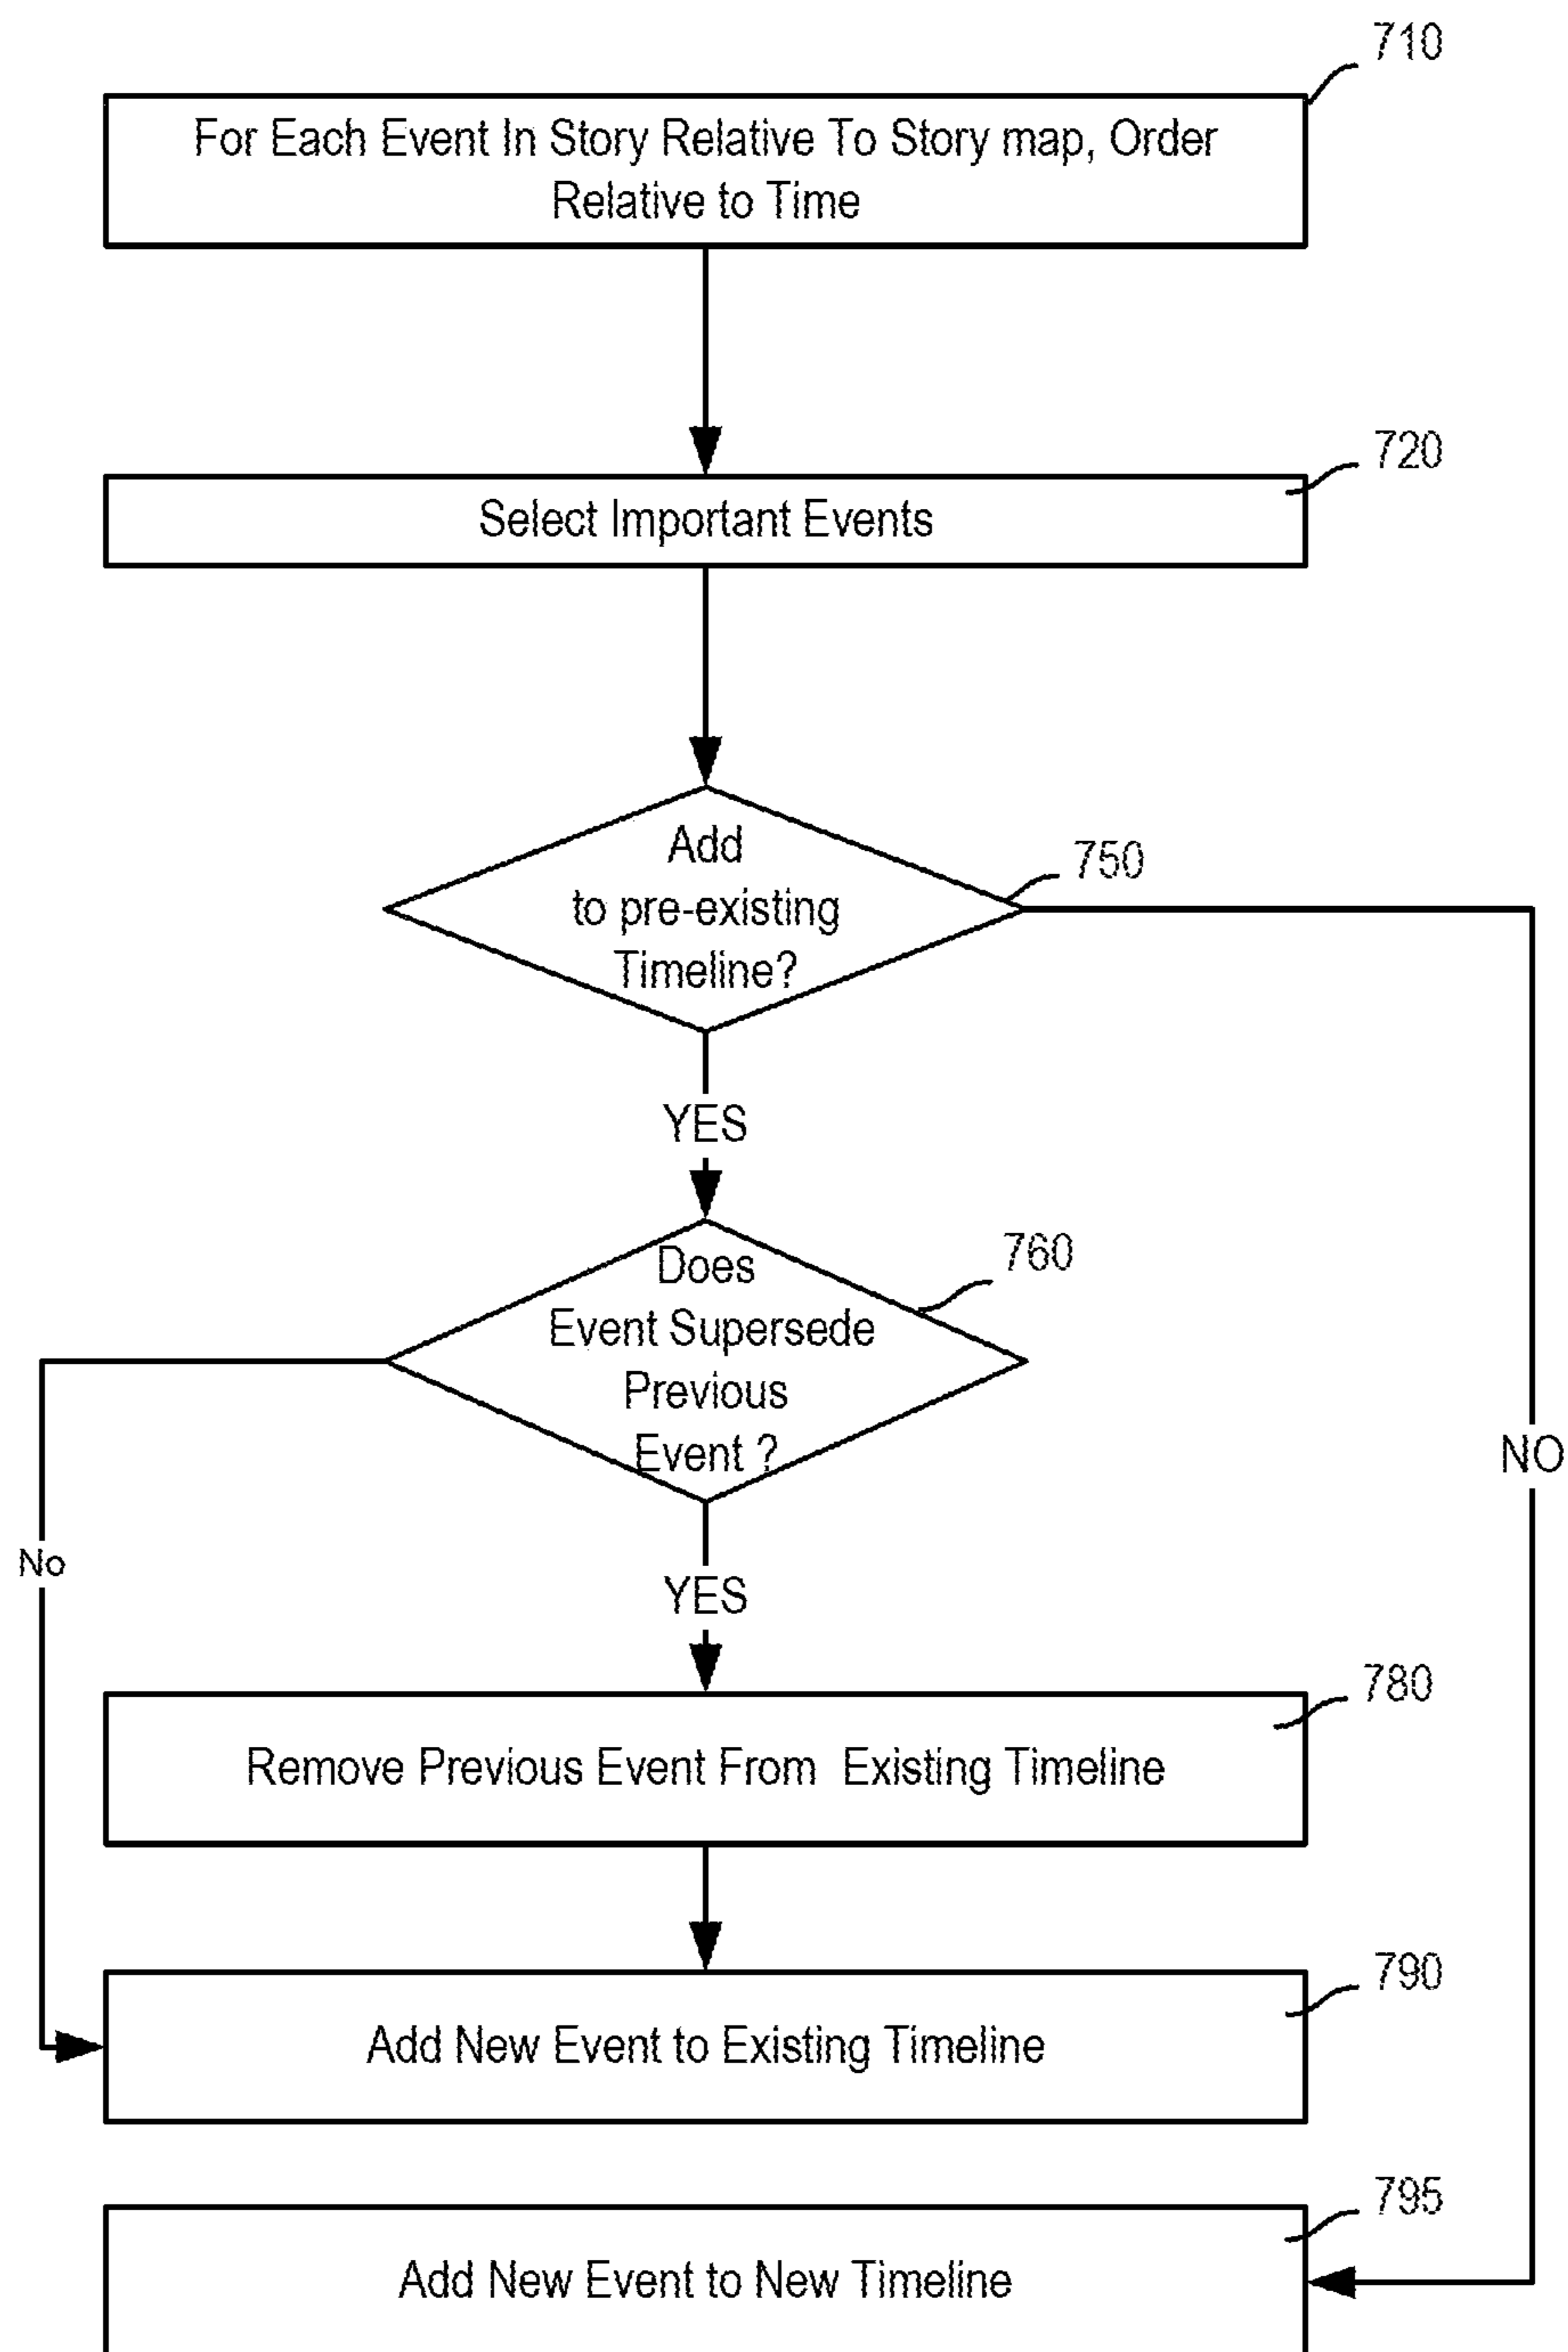 710
For Each Event In Story Relative To Story map, Order
Relative to Time
720
Select Important Events
Add
to pre-existing
Timeline?
750
YES
Does
Event Supersede
Previous
Event ?
760
NO
No
YES
780
Remove Previous Event From Existing Timeline
790
Add New Event to Existing Timeline
795
Add New Event to New Timeline